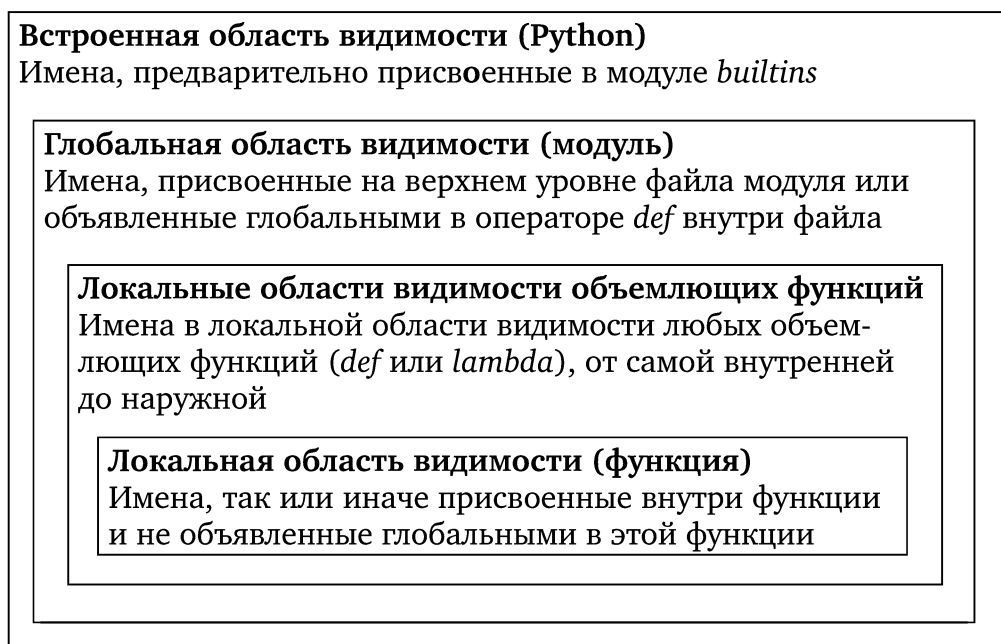 Встроенная область видимости (Python)
Имена, предварительно присвоенные в модуле builtins
Глобальная область видимости (модуль)
Имена, присвоенные на верхнем уровне файла модуля или
объявленные глобальными в операторе def внутри файла
Локальные области видимости объемлющих функций
Имена в локальной области видимости любых объем-
лющих функций (def или lambda), от самой внутренней
до наружной
Локальная область видимости (функция)
Имена, так или иначе присвоенные внутри функции
и не объявленные глобальными в этой функции